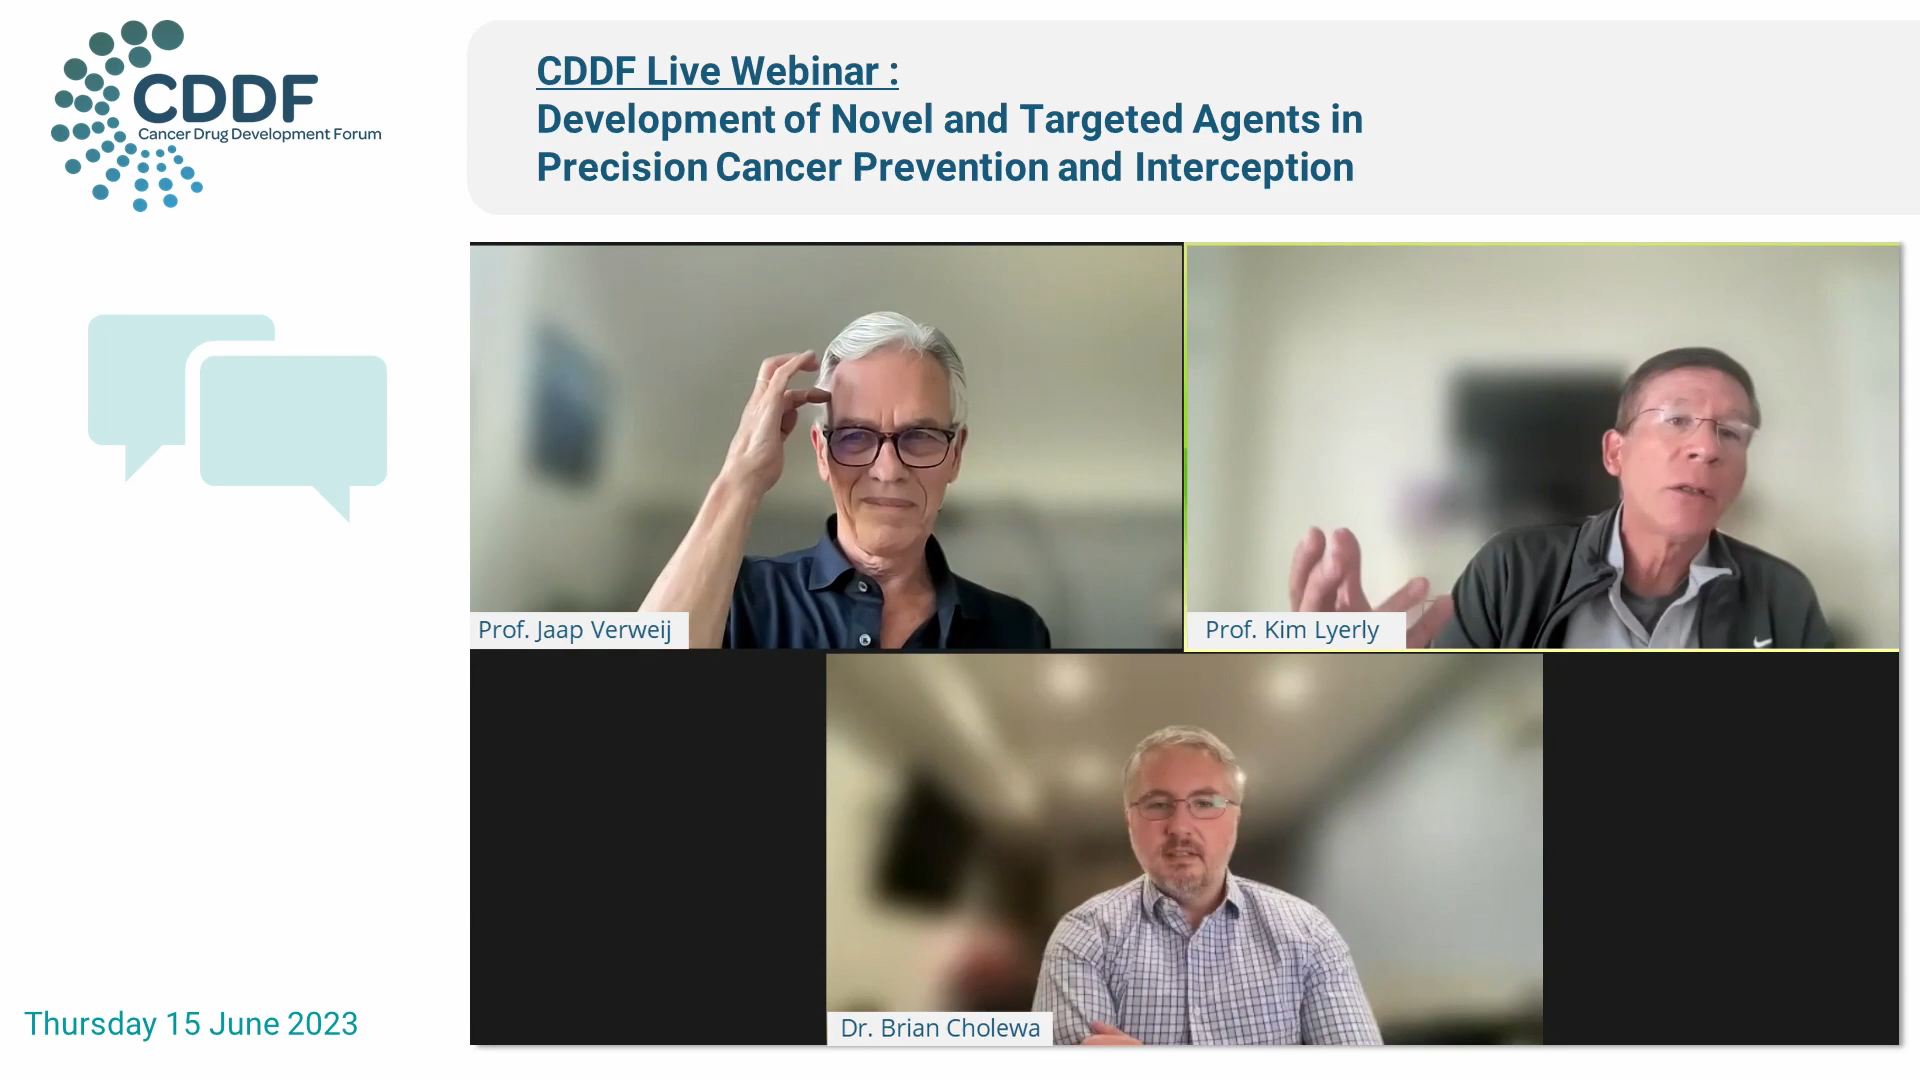 CDDF
Cancer Drug Development Forum
CDDF Live Webinar :
Development of Novel and Targeted Agents in
Precision Cancer Prevention and Interception
Prof. Jaap Verweij
Prof. Kim Lyerly
Dr. Brian Cholewa
Thursday 15 June 2023